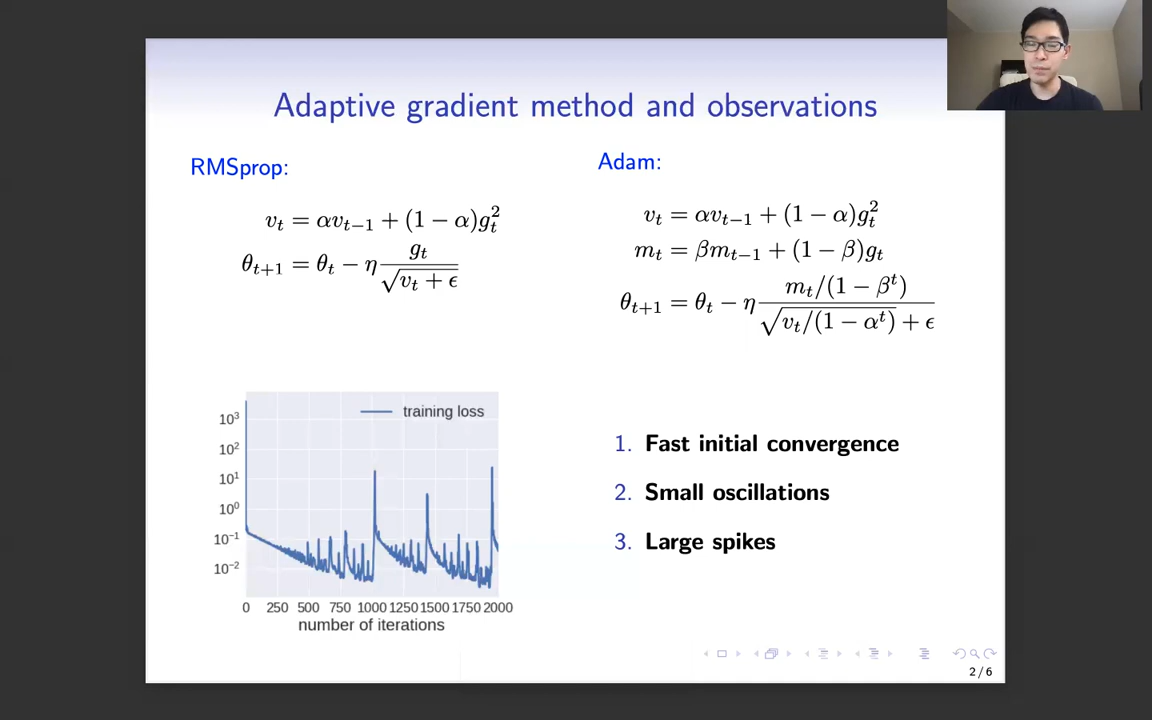 Adaptive gradient method and observations
RMSprop:
v_t = αv_{t−1} + (1 − α)g_t^2
θ_{t+1} = θ_t − η g_t / √(v_t + ϵ)
Adam:
v_t = αv_{t−1} + (1 − α)g_t^2
m_t = βm_{t−1} + (1 − β)g_t
θ_{t+1} = θ_t − η (m_t/(1 − β^t)) / (√(v_t/(1 − α^t)) + ϵ)
training loss
10^3
10^2
10^1
10^0
10^−1
10^−2
0 250 500 750 1000 1250 1500 1750 2000
number of iterations
1. Fast initial convergence
2. Small oscillations
3. Large spikes
2 / 6